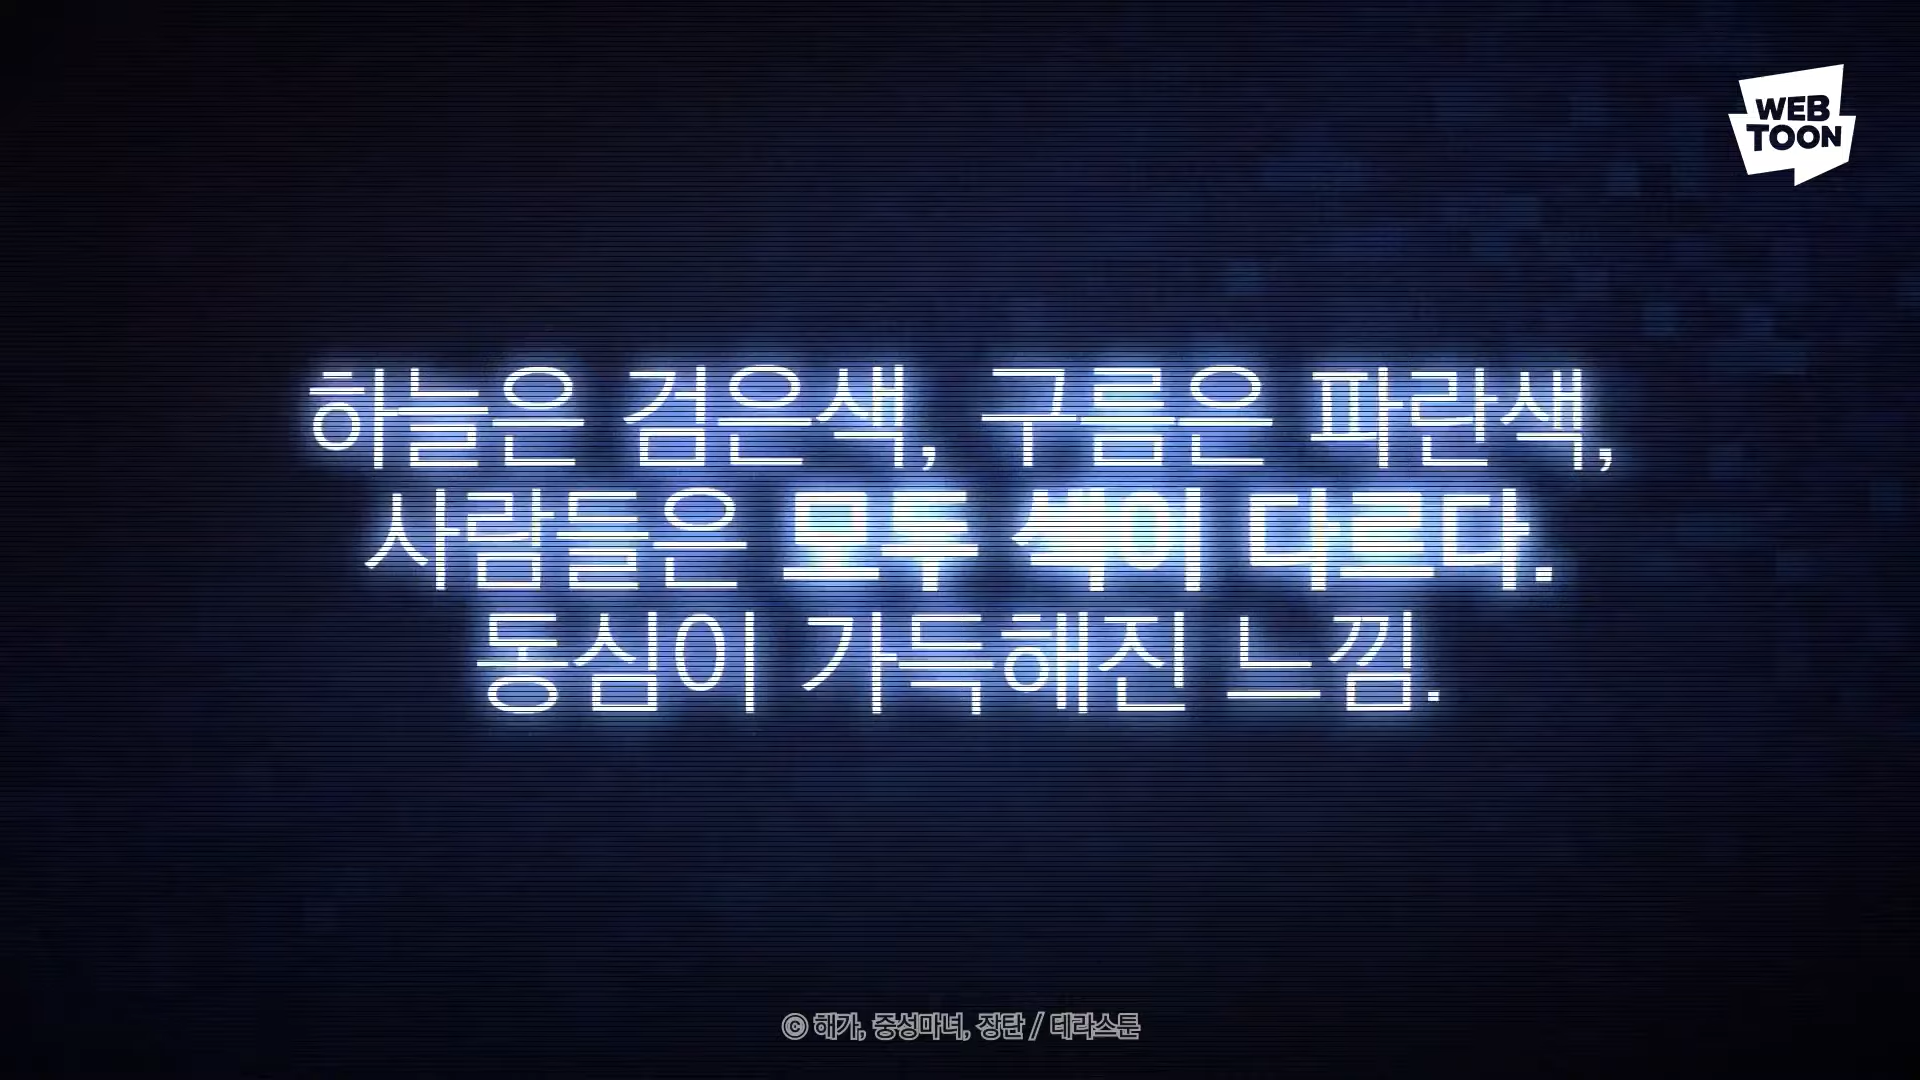 WEB
TOON
하늘은 검은색, 구름은 파란색,
사람들은 모두 색이 다르다.
동심이 가득해진 느낌.
© 해가, 중성마녀, 장탄 / 테라스툰